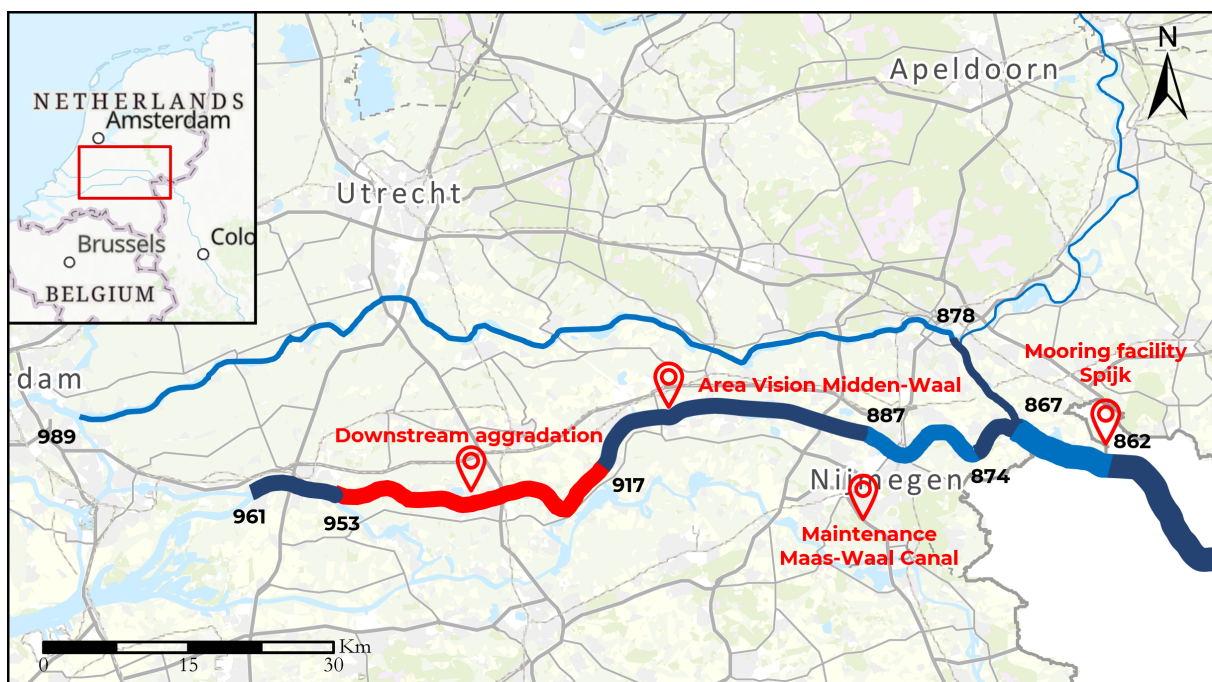 NETHERLANDS
Amsterdam
Brussels
Colo
BELGIUM
N
Apeldoorn
Utrecht
878
Mooring facility
Spijk
rdam
Area Vision Midden-Waal
867
887
989
Downstream aggradation
862
917
Nijmegen
874
961
953
Maintenance
Maas-Waal Canal
Km
0
15
30